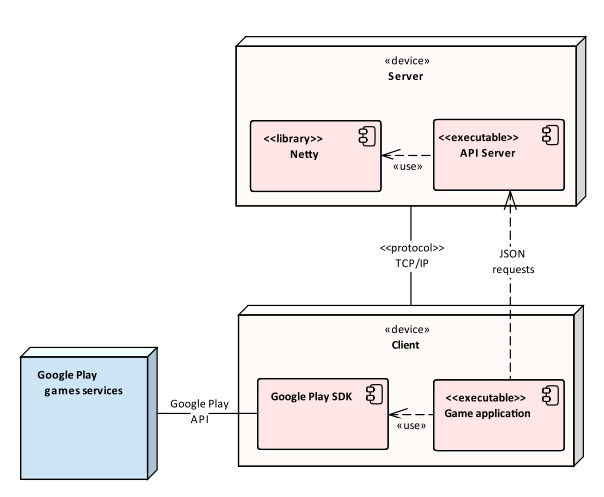 «device»
Server
<<library>>
Netty
«use»
<<executable>>
API Server
<<protocol>>
TCP/IP
JSON
requests
«device»
Client
Google Play
games services
Google Play
API
Google Play SDK
«use»
<<executable>>
Game application